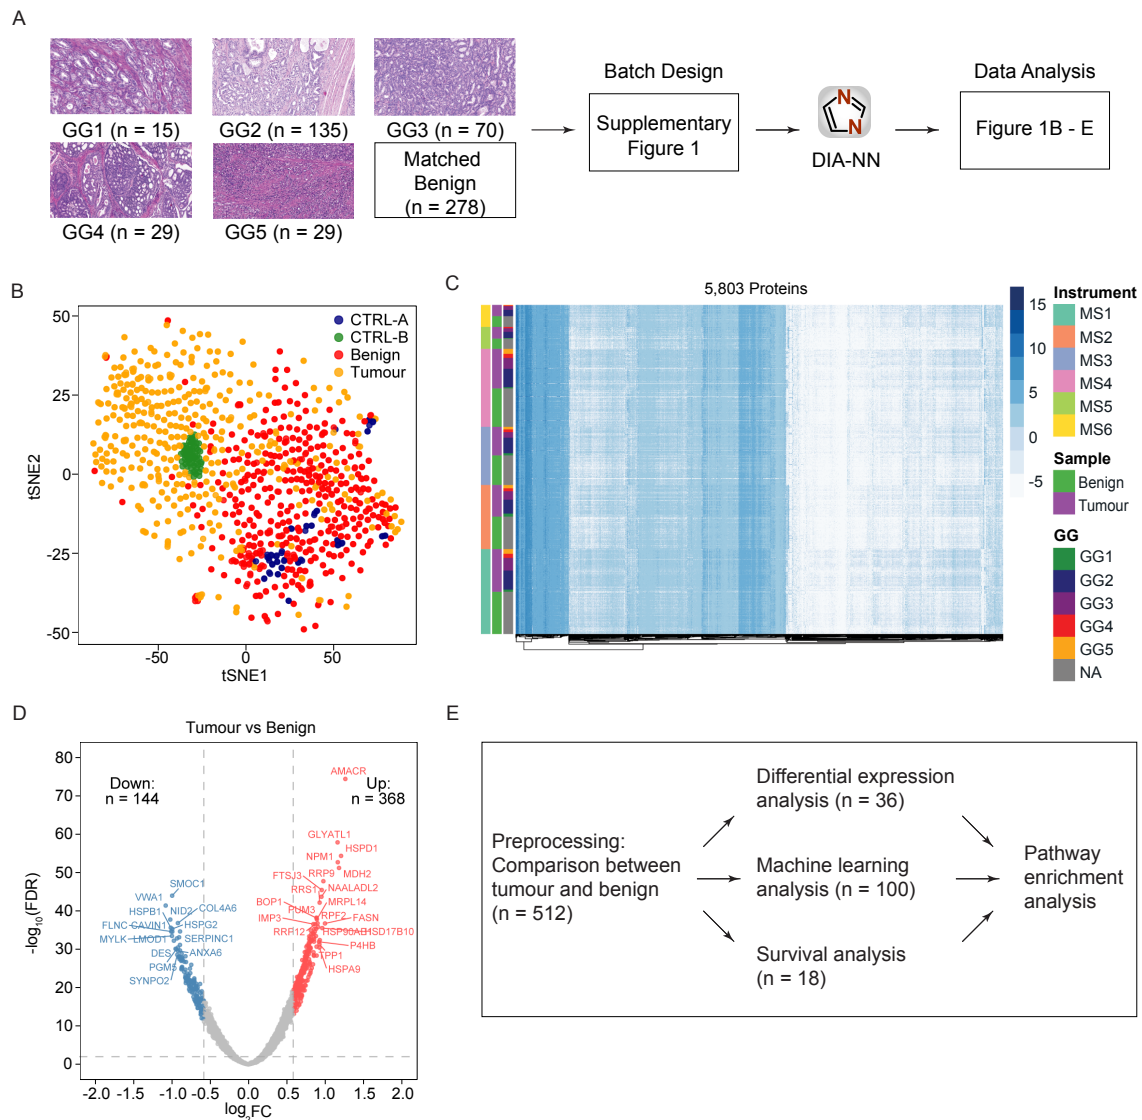 A
GG1 (n = 15)
GG2 (n = 135)
GG3 (n = 70)
GG4 (n = 29)
GG5 (n = 29)
Matched
Benign
(n = 278)
Batch Design
Supplementary
Figure 1
N
N
DIA-NN
Data Analysis
Figure 1B - E
B
CTRL-A
CTRL-B
Benign
Tumour
50
25
0
-25
-50
tSNE2
-50
0
50
tSNE1
C
5,803 Proteins
15
10
5
0
-5
Instrument
MS1
MS2
MS3
MS4
MS5
MS6
Sample
Benign
Tumour
GG
GG1
GG2
GG3
GG4
GG5
NA
D
Tumour vs Benign
Down:
n = 144
Up:
n = 368
AMACR
GLYATL1
HSPD1
NPM1
MDH2
FTSJ3
RRP9
RRS1
NAALADL2
BOP1
MRPL14
PUM3
RPF2
IMP3
FASN
RRP12
HSP90AB1
HSD17B10
P4HB
TPP1
HSPA9
SMOC1
VWA1
HSPB1
NID2
COL4A6
FLNC
CAVIN1
HSPG2
MYLK
LMOD1
SERPINC1
DES
ANXA6
PGM5
SYNPO2
80
70
60
50
40
30
20
10
0
-log10(FDR)
-2.0
-1.5
-1.0
-0.5
0.0
0.5
1.0
1.5
2.0
log2FC
E
Preprocessing:
Comparison between
tumour and benign
(n = 512)
Differential expression
analysis (n = 36)
Machine learning
analysis (n = 100)
Survival analysis
(n = 18)
Pathway
enrichment
analysis